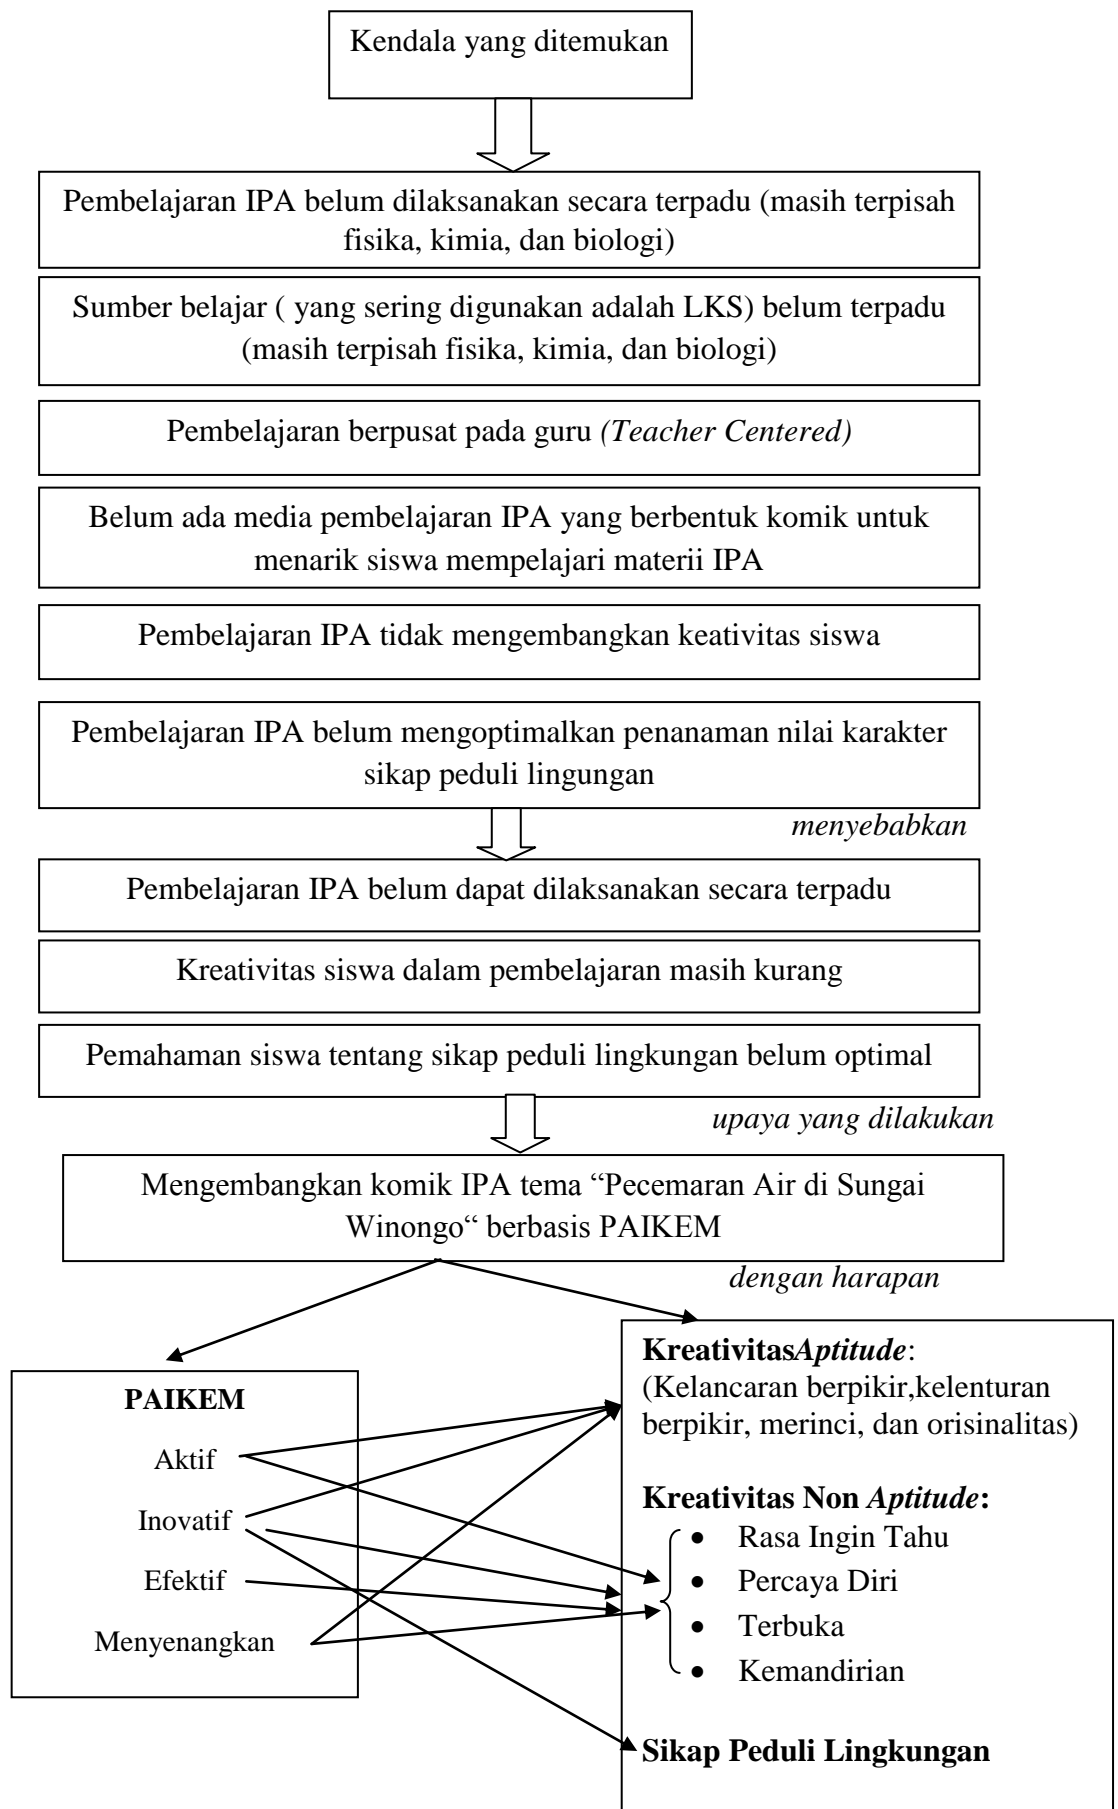 Kendala yang ditemukan
Pembelajaran IPA belum dilaksanakan secara terpadu (masih terpisah
fisika, kimia, dan biologi)
Sumber belajar ( yang sering digunakan adalah LKS) belum terpadu
(masih terpisah fisika, kimia, dan biologi)
Pembelajaran berpusat pada guru (Teacher Centered)
Belum ada media pembelajaran IPA yang berbentuk komik untuk
menarik siswa mempelajari materii IPA
Pembelajaran IPA tidak mengembangkan keativitas siswa
Pembelajaran IPA belum mengoptimalkan penanaman nilai karakter
sikap peduli lingungan
menyebabkan
Pembelajaran IPA belum dapat dilaksanakan secara terpadu
Kreativitas siswa dalam pembelajaran masih kurang
Pemahaman siswa tentang sikap peduli lingkungan belum optimal
upaya yang dilakukan
Mengembangkan komik IPA tema “Pecemaran Air di Sungai
Winongo“ berbasis PAIKEM
dengan harapan
PAIKEM
Aktif
Inovatif
Efektif
Menyenangkan
KreativitasAptitude:
(Kelancaran berpikir,kelenturan
berpikir, merinci, dan orisinalitas)
Kreativitas Non Aptitude:
• Rasa Ingin Tahu
• Percaya Diri
• Terbuka
• Kemandirian
Sikap Peduli Lingkungan